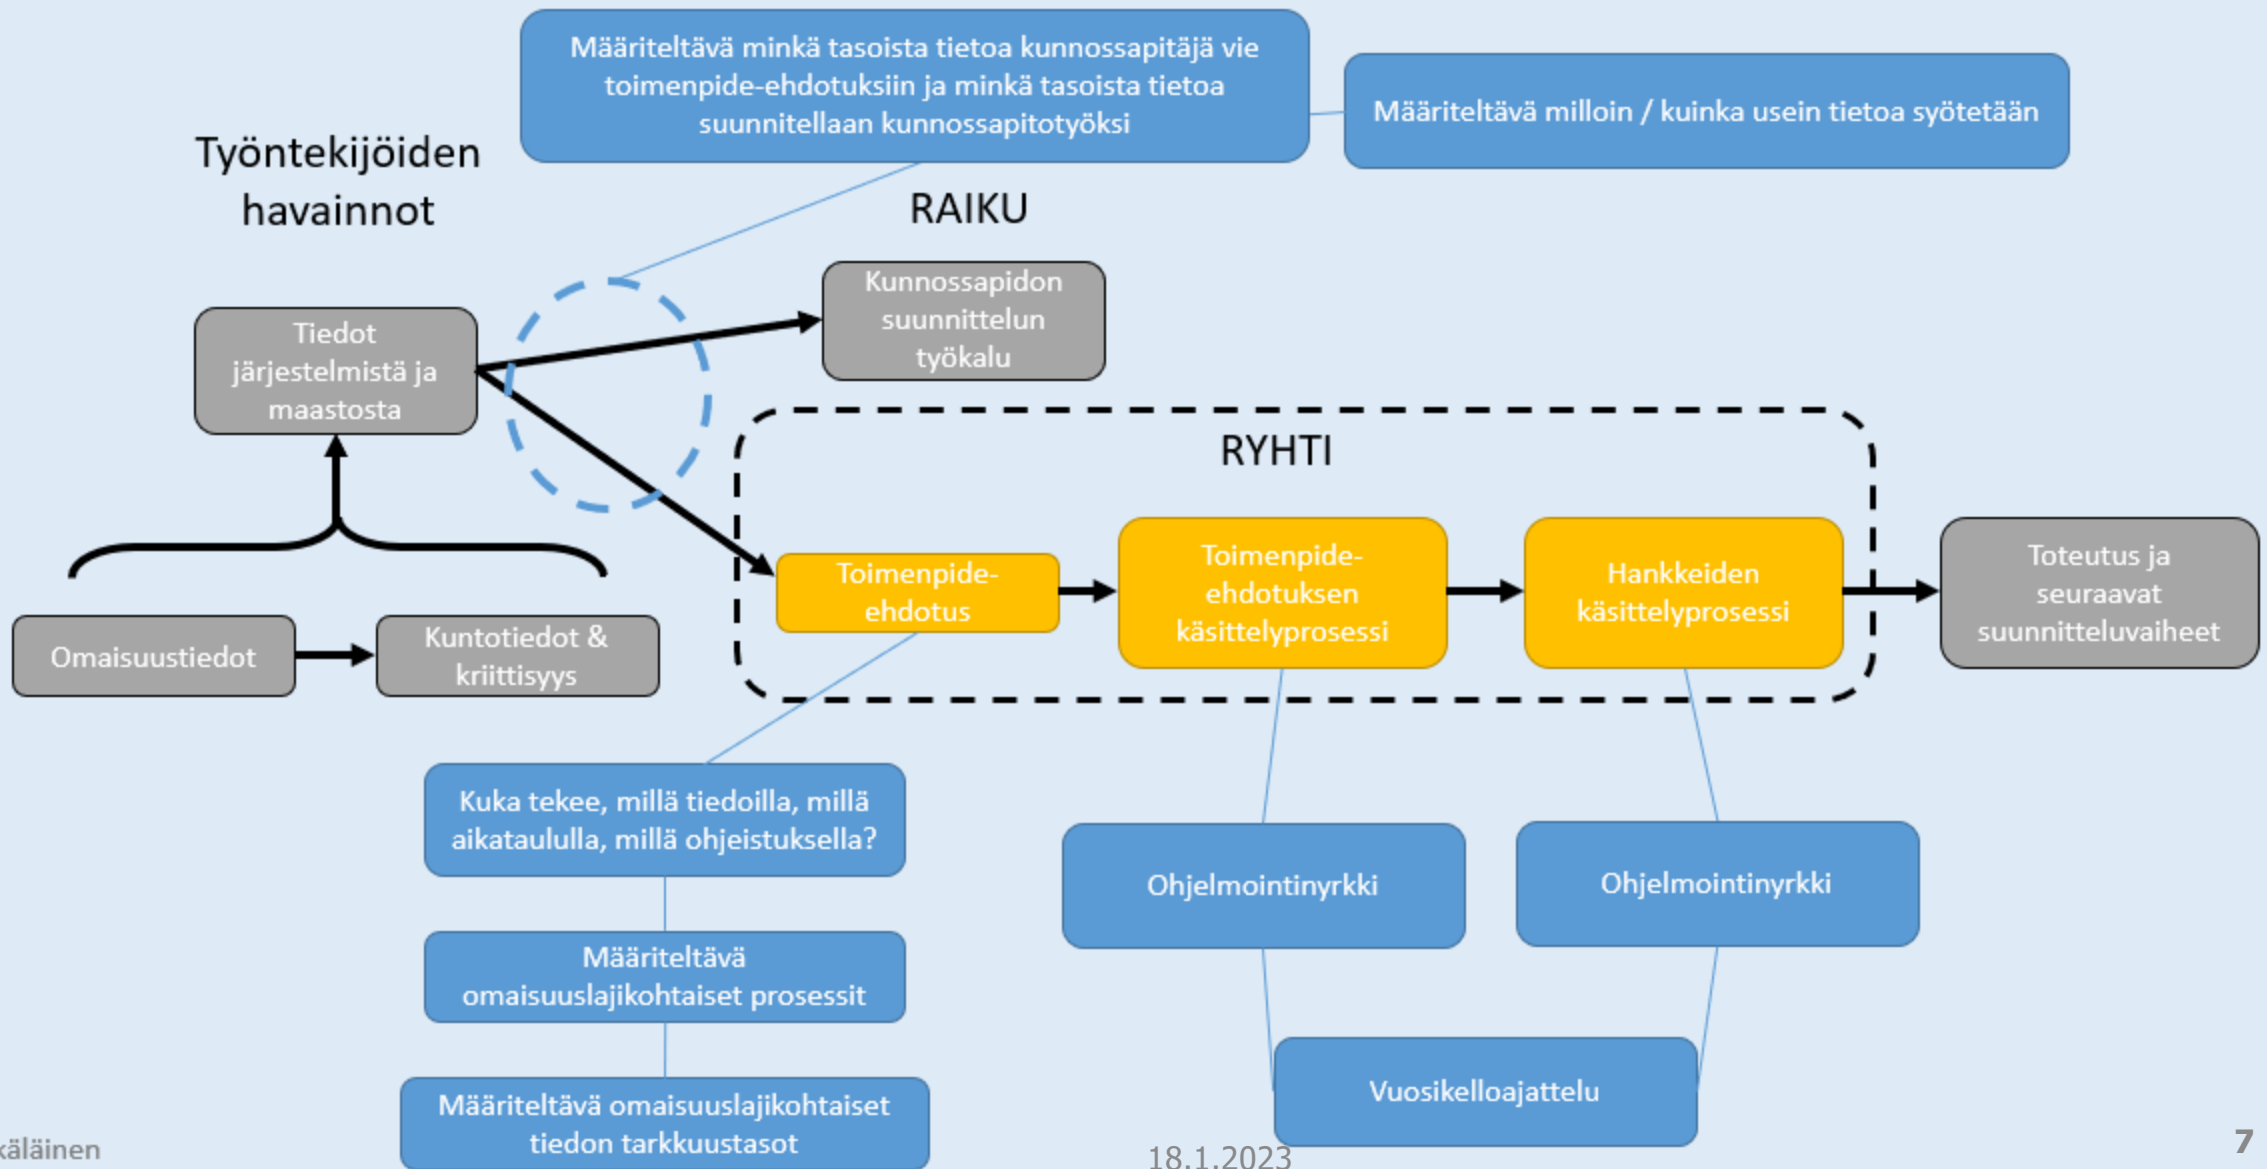 Määriteltävä minkä tasoista tietoa kunnossapitäjä vie
toimenpide-ehdotuksiin ja minkä tasoista tietoa
suunnitellaan kunnossapitotyöksi
Määriteltävä milloin / kuinka usein tietoa syötetään
Työntekijöiden
havainnot
RAIKU
Kunnossapidon
suunnittelun
työkalu
Tiedot
järjestelmistä ja
maastosta
RYHTI
Toimenpide-
ehdotus
Toimenpide-
ehdotuksen
käsittelyprosessi
Hankkeiden
käsittelyprosessi
Toteutus ja
seuraavat
suunnitteluvaiheet
Omaisuustiedot
Kuntotiedot &
kriittisyys
Kuka tekee, millä tiedoilla, millä
aikataululla, millä ohjeistuksella?
Ohjelmointinyrkki
Ohjelmointinyrkki
Määriteltävä
omaisuuslajikohtaiset prosessit
Vuosikelloajattelu
Määriteltävä omaisuuslajikohtaiset
tiedon tarkkuustasot
käläinen
18.1.2023
7